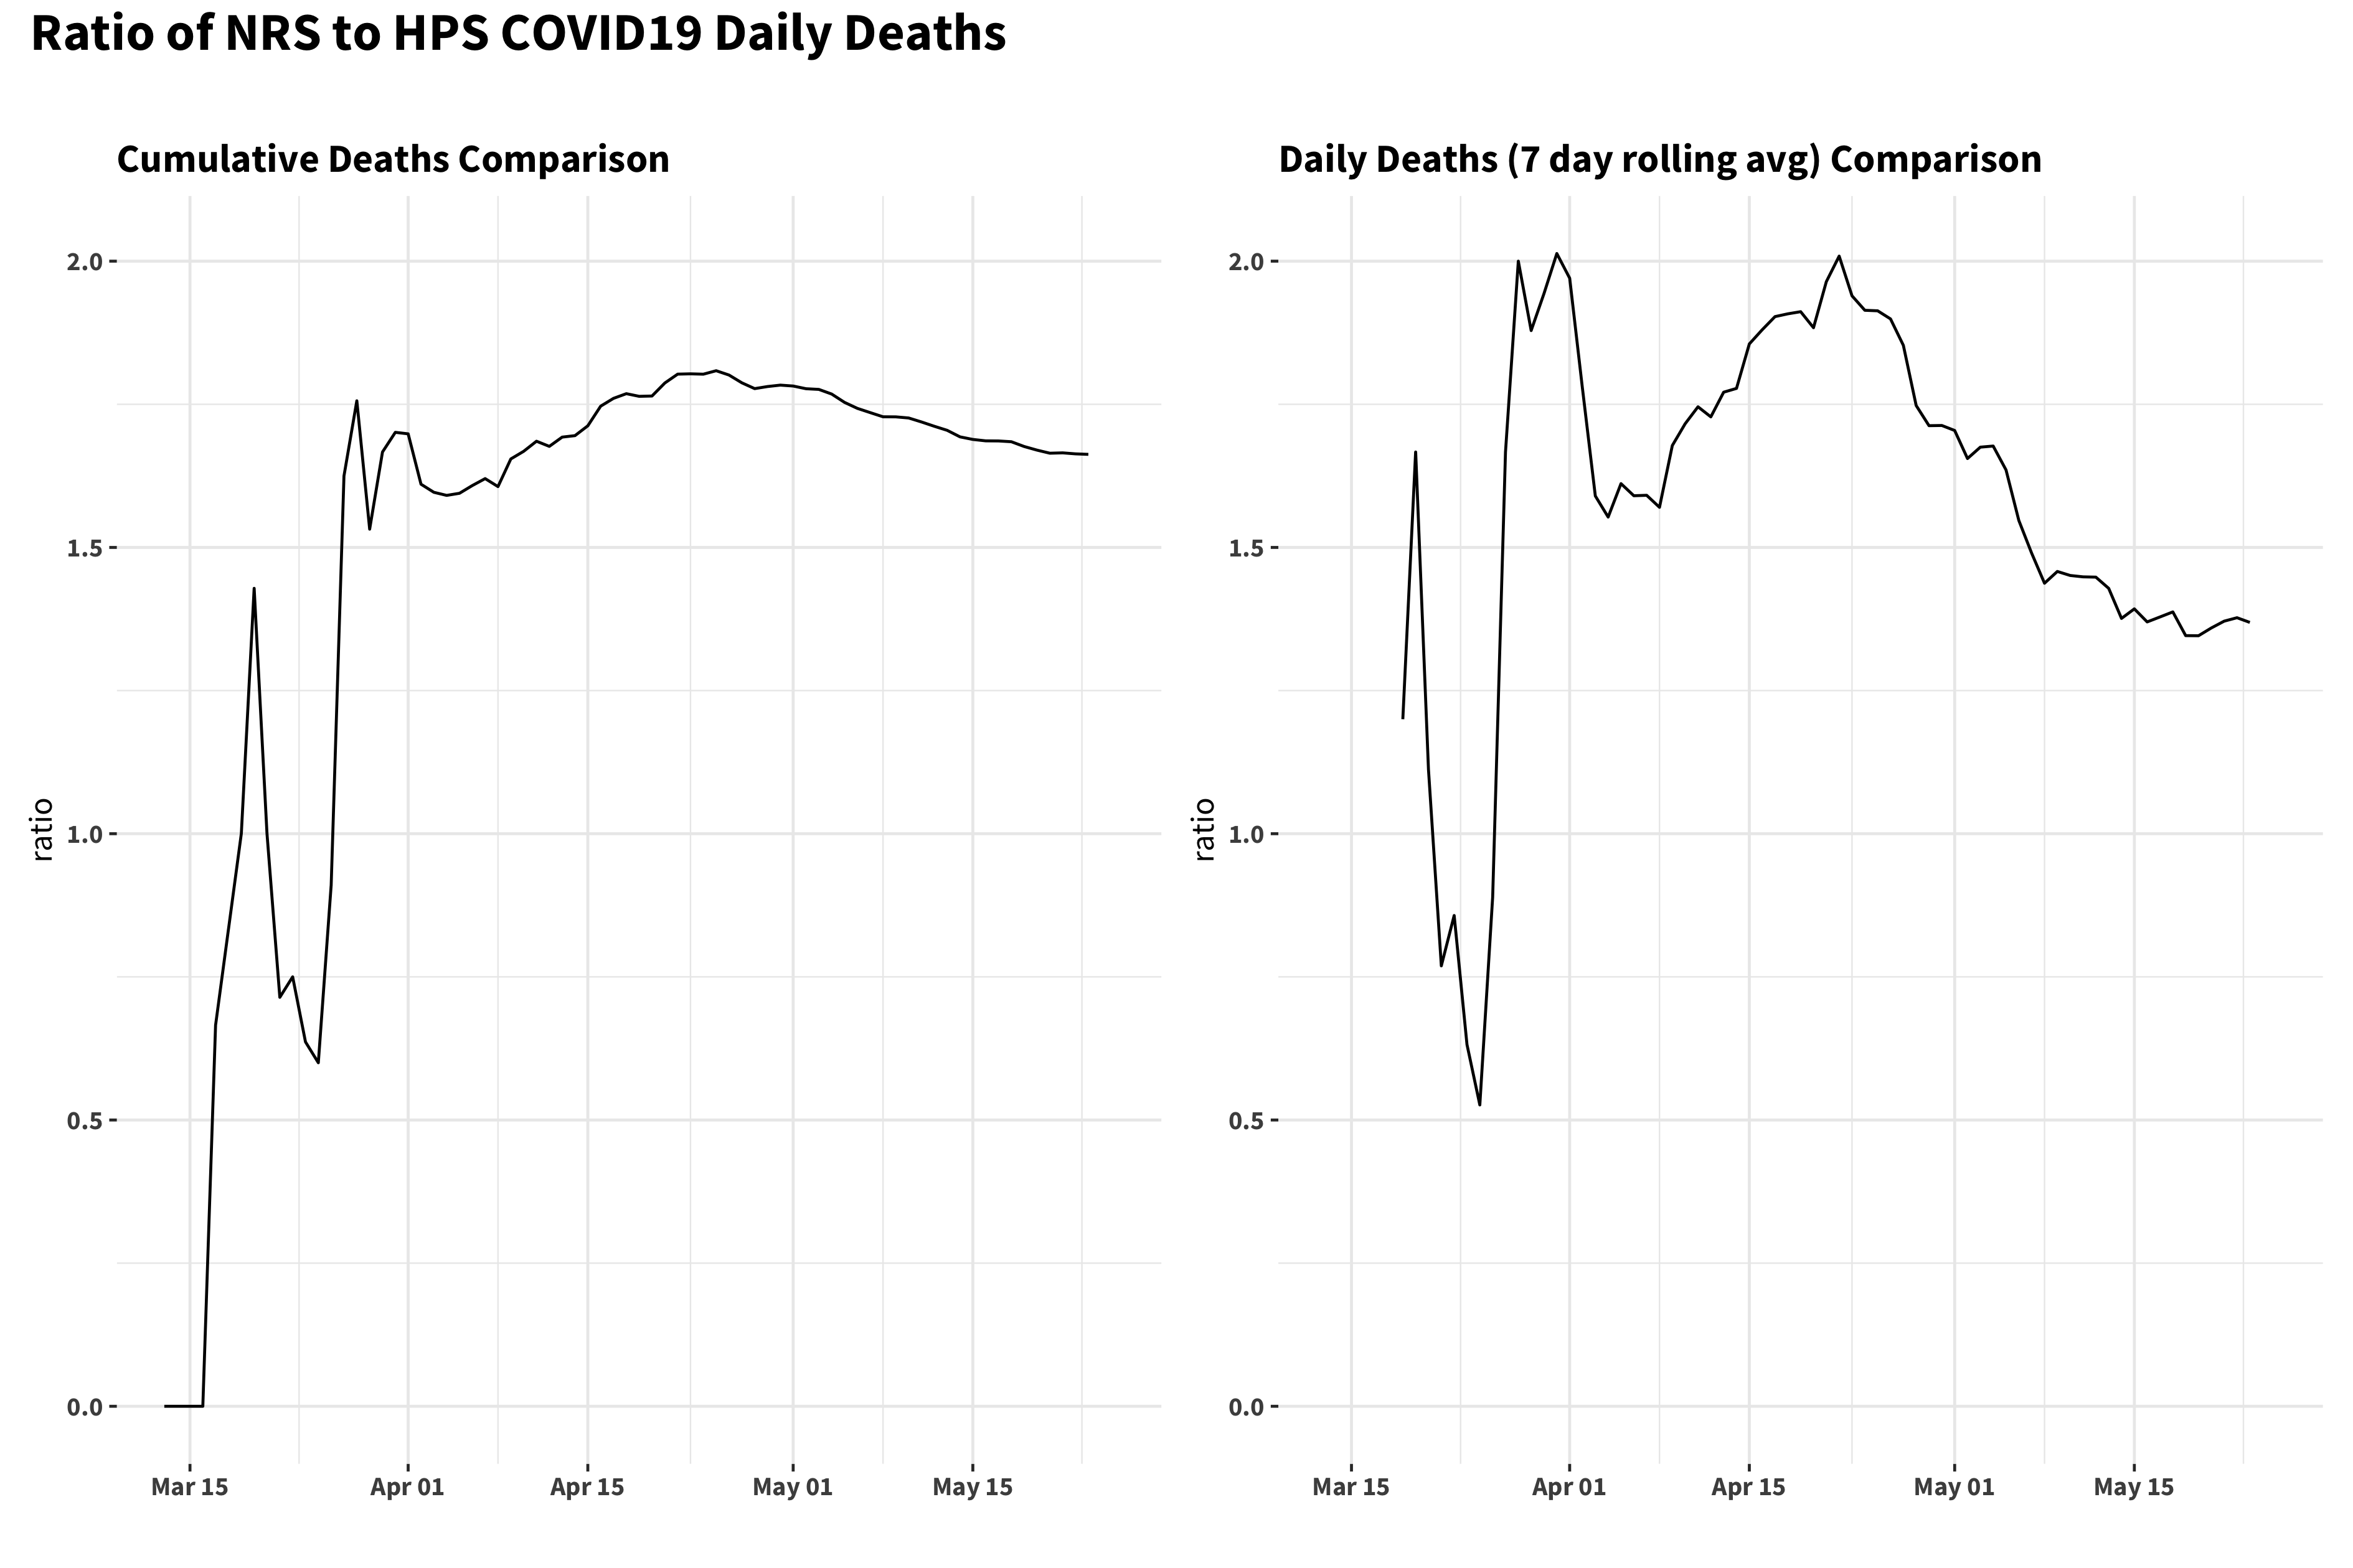 Ratio of NRS to HPS COVID19 Daily Deaths
Cumulative Deaths Comparison
ratio
2.0
1.5
1.0
0.5
0.0
Mar 15 Apr 01 Apr 15 May 01 May 15
Daily Deaths (7 day rolling avg) Comparison
ratio
2.0
1.5
1.0
0.5
0.0
Mar 15 Apr 01 Apr 15 May 01 May 15